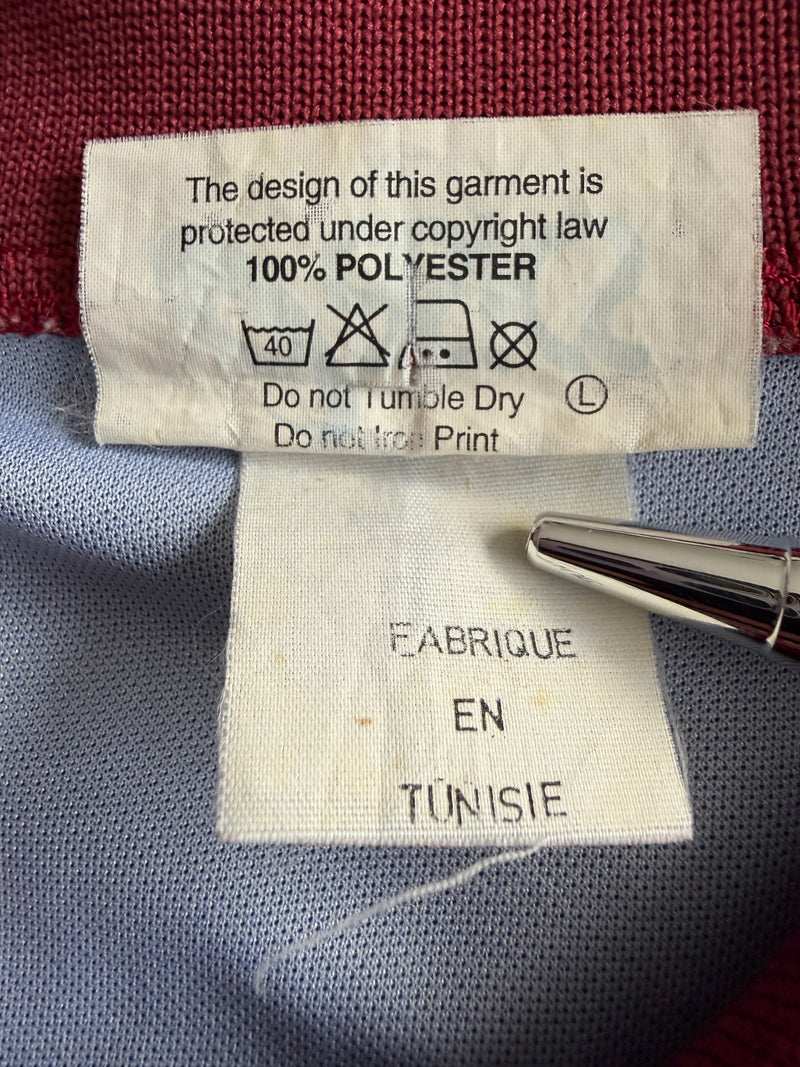 The design of this garment is
protected under copyright law
100% POLYESTER
40
Do not Tumble Dry L
Do not Iron Print
FABRIQUE
EN
TUNISIE